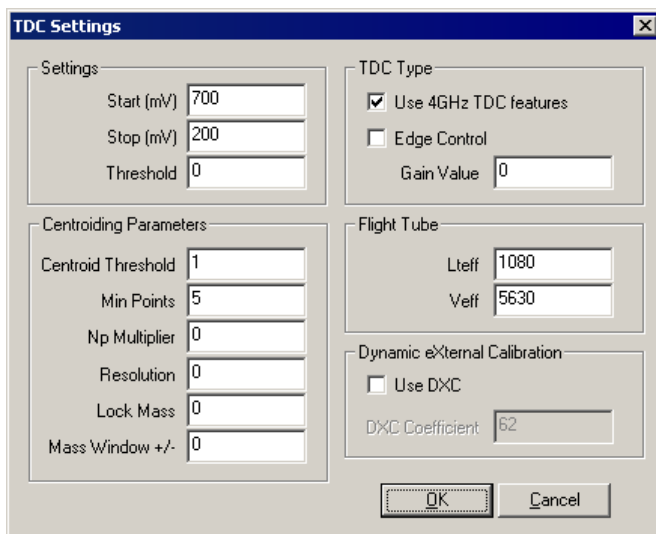 TDC Settings
Settings
Start (mV) 700
Stop (mV) 200
Threshold 0
TDC Type
Use 4GHz TDC features
Edge Control
Gain Value 0
Centroiding Parameters
Centroid Threshold 1
Min Points 5
Np Multiplier 0
Resolution 0
Lock Mass 0
Mass Window +/- 0
Flight Tube
Lteff 1080
Veff 5630
Dynamic eXternal Calibration
Use DXC
DXC Coefficient 62
OK Cancel